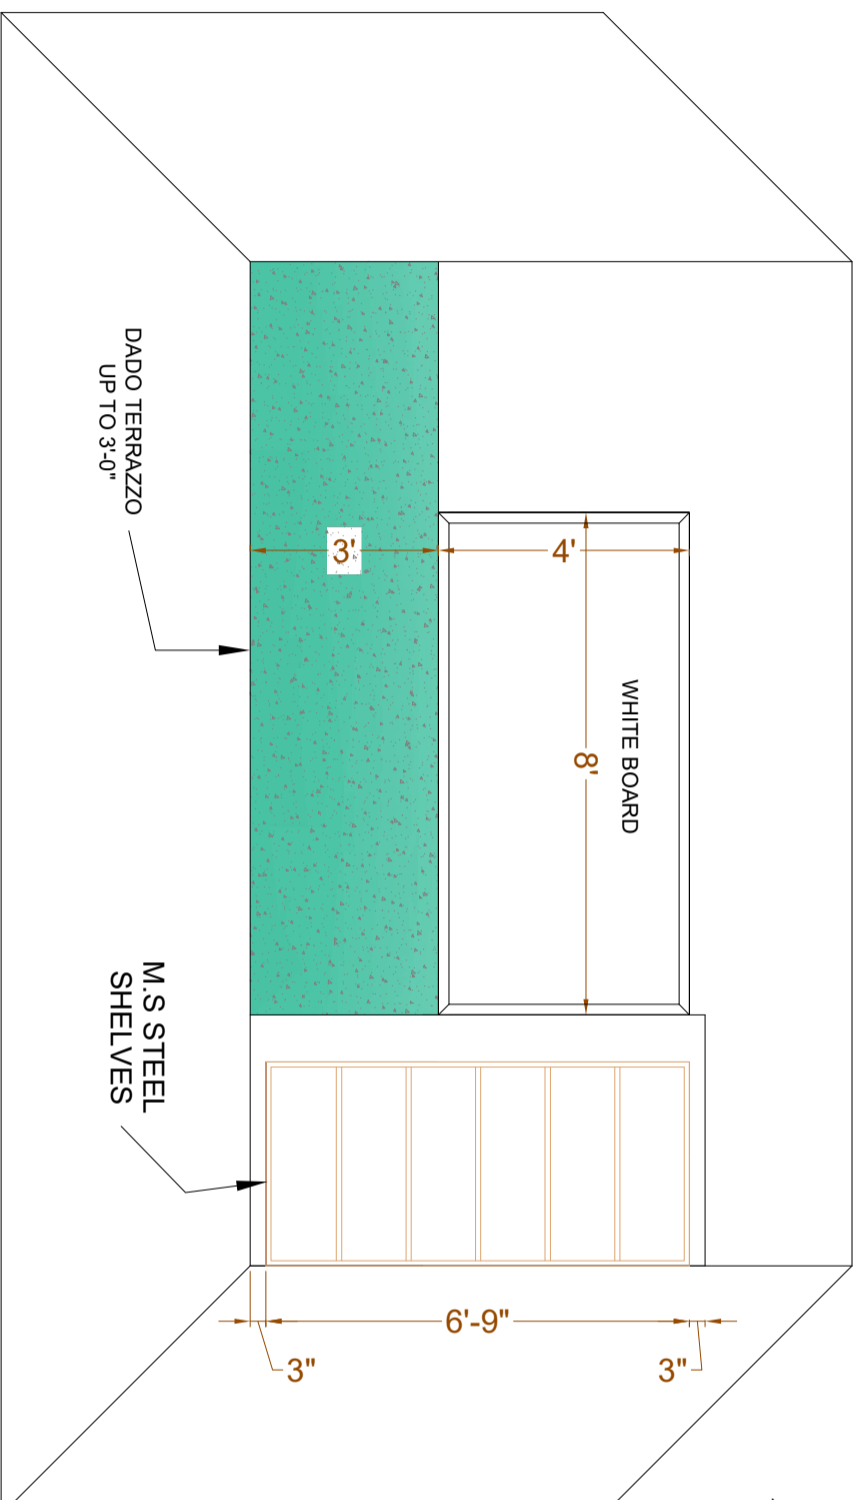 WHITE BOARD
8'
4'
3'
DADO TERRAZZO
UP TO 3'-0"
M.S STEEL
SHELVES
3"
6'-9"
3"